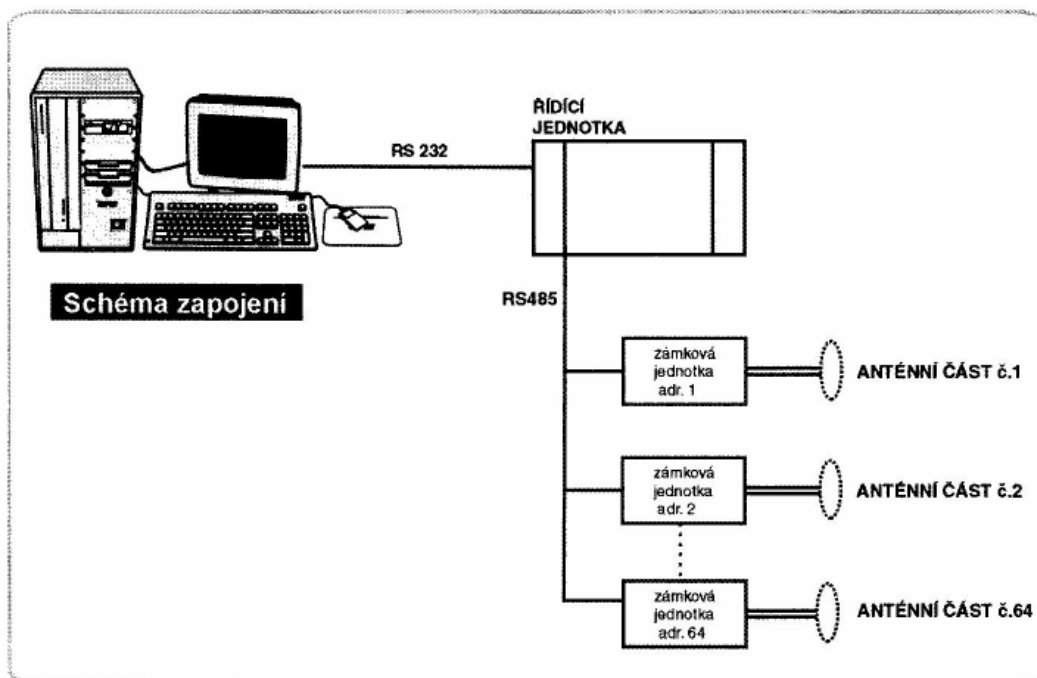 ŘÍDÍCÍ
JEDNOTKA
RS 232
Schéma zapojení
RS485
zámková
jednotka
adr. 1
ANTÉNNÍ ČÁST č.1
zámková
jednotka
adr. 2
ANTÉNNÍ ČÁST č.2
zámková
jednotka
adr. 64
ANTÉNNÍ ČÁST č.64